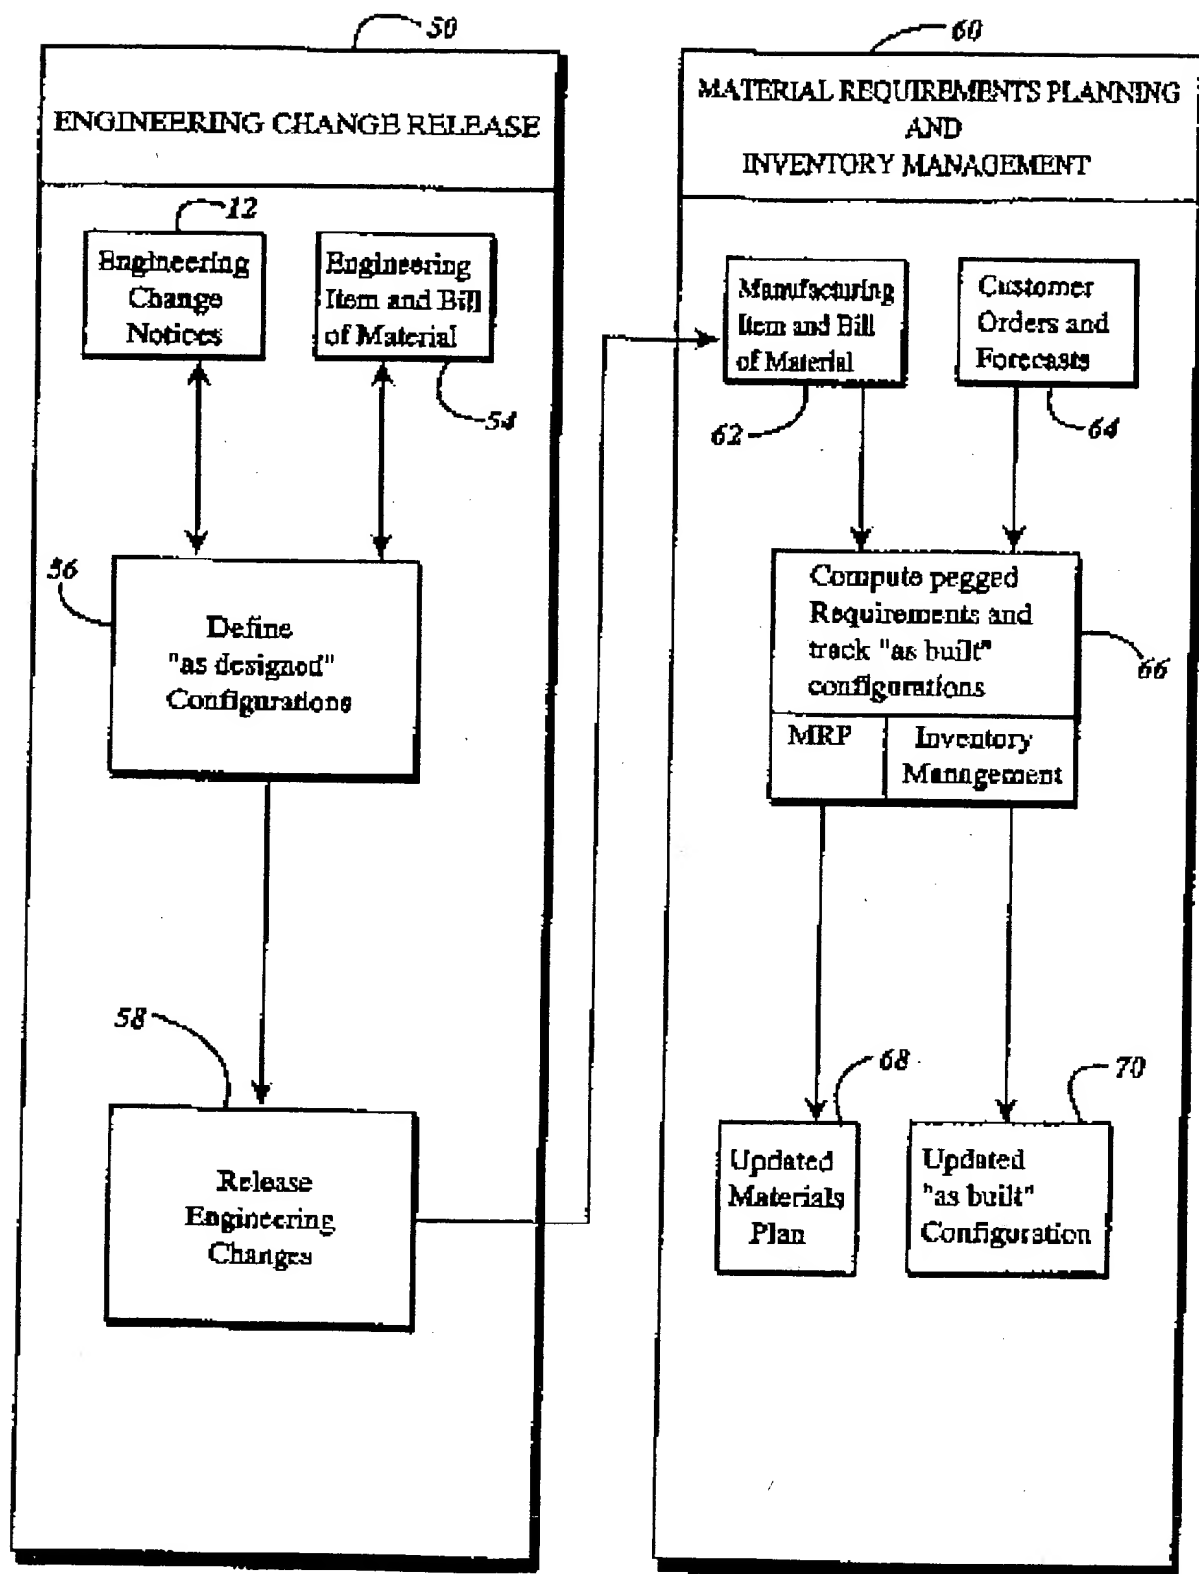 50
ENGINEERING CHANGE RELEASE
12
Engineering
Change
Notices
Engineering
Item and Bill
of Material
54
56
Define
"as designed"
Configurations
58
Release
Engineering
Changes
60
MATERIAL REQUIREMENTS PLANNING
AND
INVENTORY MANAGEMENT
Manufacturing
Item and Bill
of Material
62
Customer
Orders and
Forecasts
64
Compute pegged
Requirements and
track "as built"
configurations
66
MRP
Inventory
Management
68
Updated
Materials
Plan
70
Updated
"as built"
Configuration